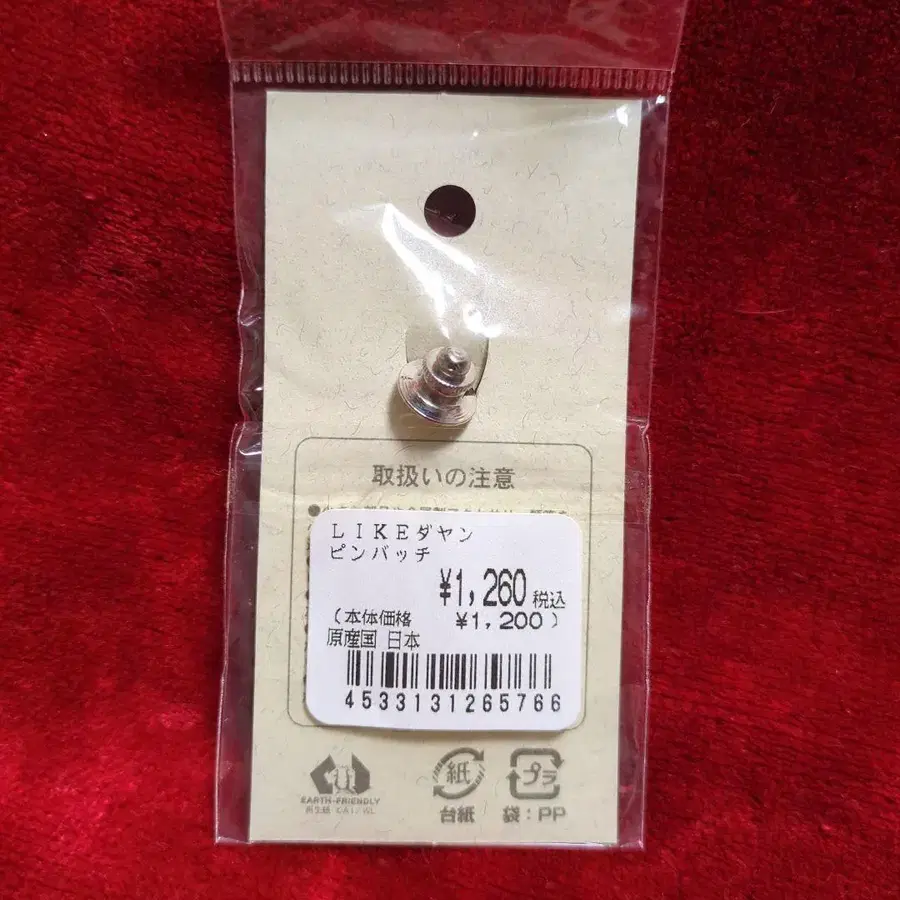 取扱いの注意
LIKEダヤン
ピンバッチ
¥1,260 税込
(本体価格 ¥1,200)
原産国 日本
4533131265766
EARTH-FRIENDLY
紙 プラ
台紙 袋:PP